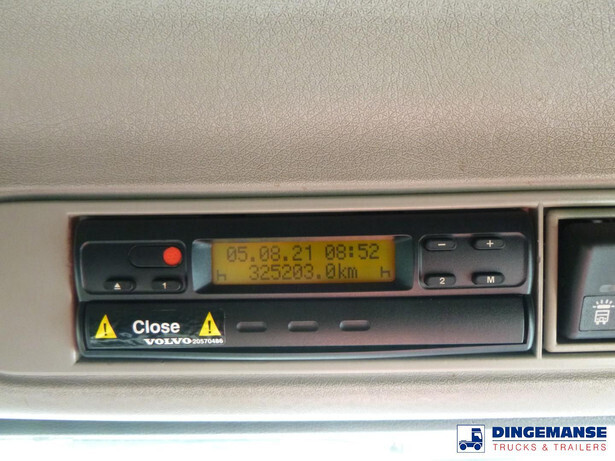 05.08.21 08:52
325203.0km
− +
1 2 M
Close
VOLVO 20570486
DINGEMANSE
TRUCKS & TRAILERS